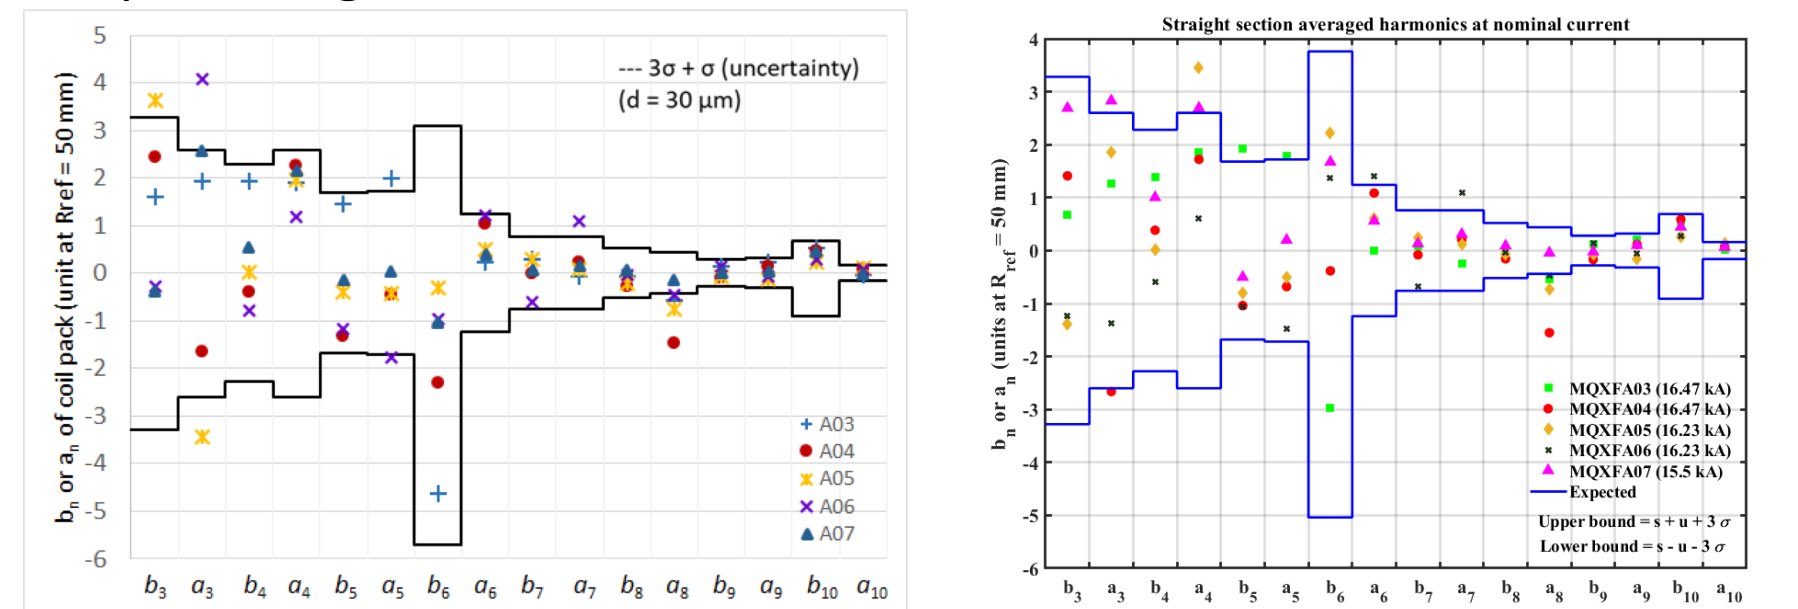 5
4
3
2
1
0
-1
-2
-3
-4
-5
-6
bn or an of coil pack (unit at Rref = 50 mm)
--- 3σ + σ (uncertainty)
(d = 30 µm)
A03
A04
A05
A06
A07
b3 a3 b4 a4 b5 a5 b6 a6 b7 a7 b8 a8 b9 a9 b10 a10
Straight section averaged harmonics at nominal current
4
3
2
1
0
-1
-2
-3
-4
-5
-6
bn or an (units at Rref = 50 mm)
MQXFA03 (16.47 kA)
MQXFA04 (16.47 kA)
MQXFA05 (16.23 kA)
MQXFA06 (16.23 kA)
MQXFA07 (15.5 kA)
Expected
Upper bound = s + u + 3 σ
Lower bound = s - u - 3 σ
b3 a3 b4 a4 b5 a5 b6 a6 b7 a7 b8 a8 b9 a9 b10 a10